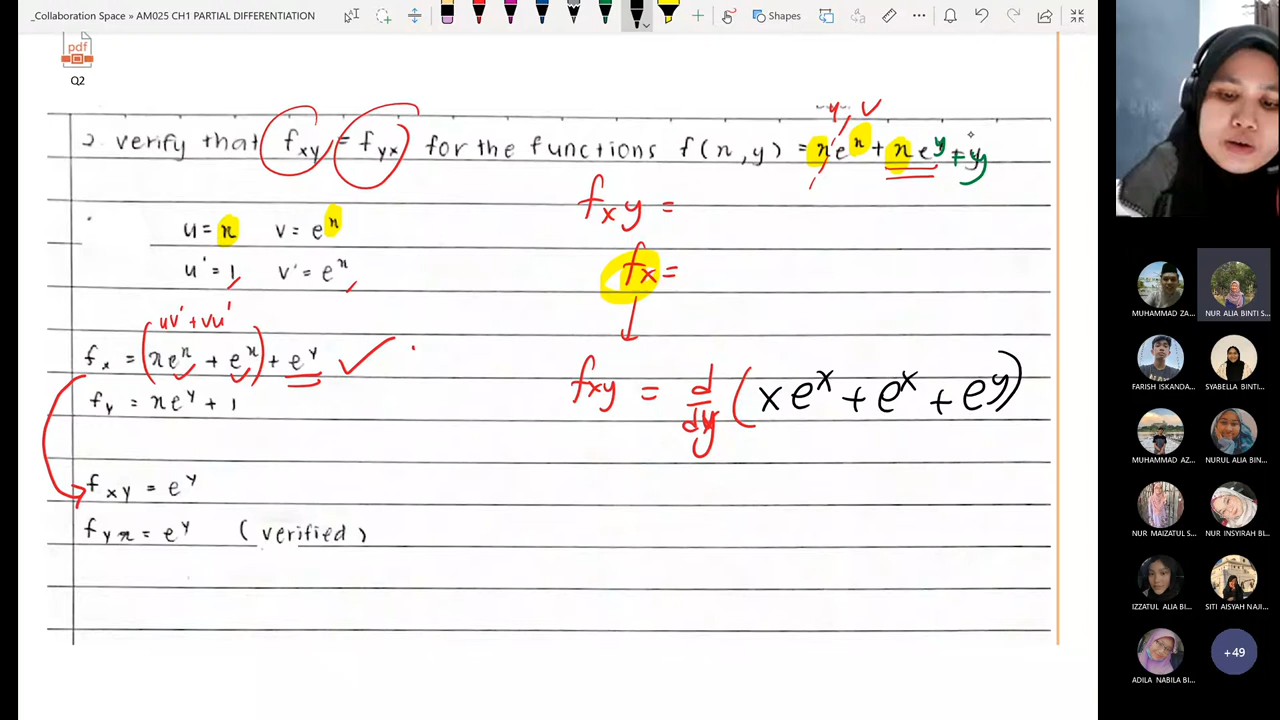 _Collaboration Space » AM025 CH1 PARTIAL DIFFERENTIATION
Shapes
pdf
Q2
u, v
2. verify that fxy = fyx for the functions f(x,y) = xe^x + xe^y + y
fxy =
u = x v = e^x
u' = 1, v' = e^x,
fx =
uv' + vu'
fx = (xe^x + e^x) + e^y ✓
fy = xe^y + 1
fxy = d/dy (xe^x + e^x + e^y)
fxy = e^y
fyx = e^y (verified)
MUHAMMAD ZA... NUR ALIA BINTI S...
FARISH ISKANDA... SYABELLA BINTI...
MUHAMMAD AZ... NURUL ALIA BIN...
NUR MAIZATUL S... NUR INSYIRAH BI...
IZZATUL ALIA BI... SITI AISYAH NAJI...
ADILA NABILA BI... +49